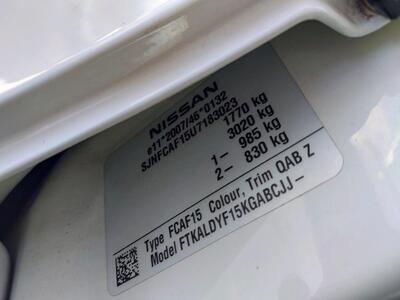 NISSAN
e11*2007/46*0132
SJNFCAF15U7183023
1770 kg
3020 kg
1– 985 kg
2– 830 kg
Type FCAF15 Colour, Trim QAB Z
Model FTKALDYF15KGABCJJ–